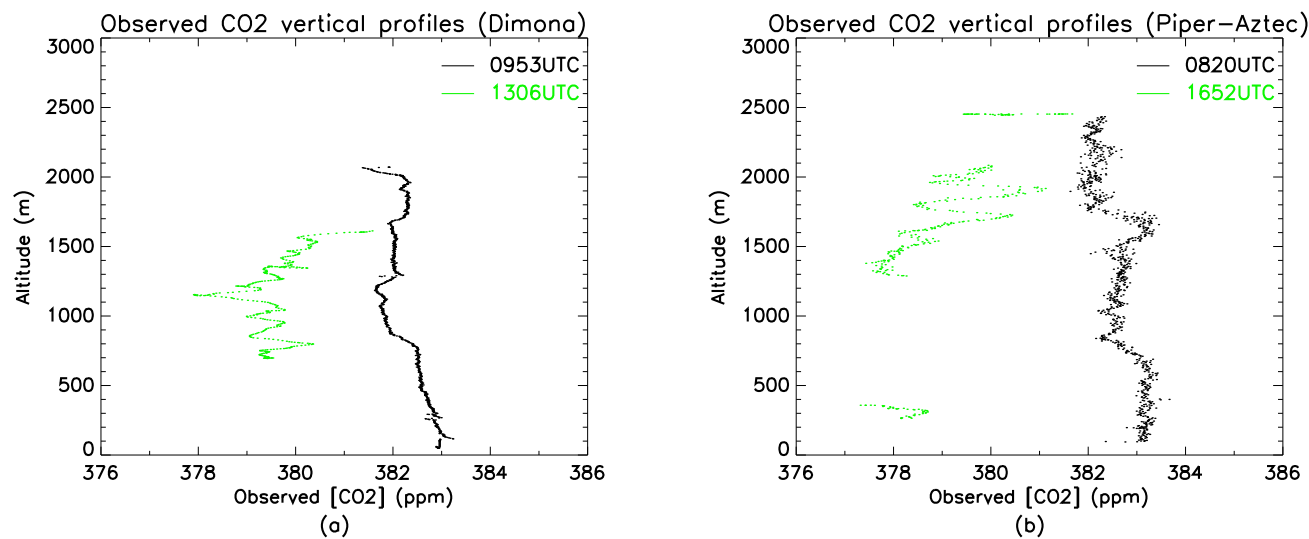 Observed CO2 vertical profiles (Dimona)
3000
2500
2000
1500
1000
500
0
Altitude (m)
0953UTC
1306UTC
376 378 380 382 384 386
Observed [CO2] (ppm)
(a)
Observed CO2 vertical profiles (Piper-Aztec)
3000
2500
2000
1500
1000
500
0
Altitude (m)
0820UTC
1652UTC
376 378 380 382 384 386
Observed [CO2] (ppm)
(b)